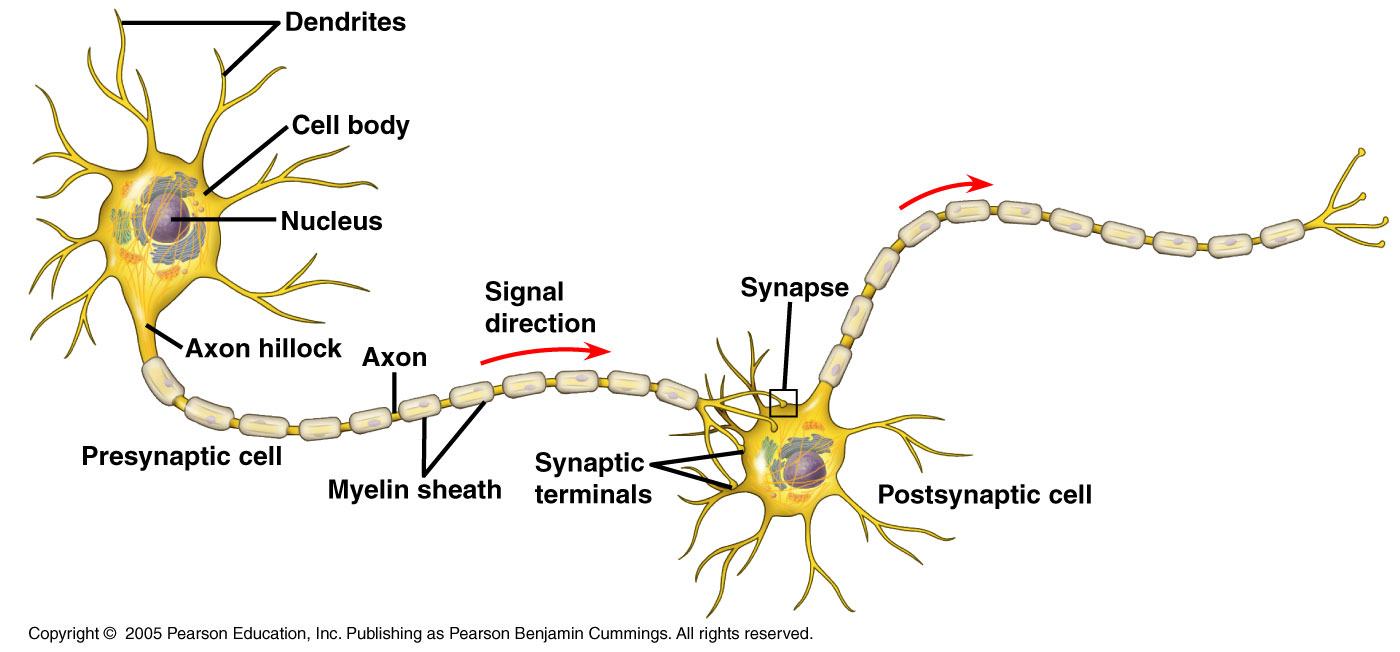 Dendrites
Cell body
Nucleus
Axon hillock
Axon
Signal
direction
Synapse
Presynaptic cell
Myelin sheath
Synaptic
terminals
Postsynaptic cell
Copyright © 2005 Pearson Education, Inc. Publishing as Pearson Benjamin Cummings. All rights reserved.